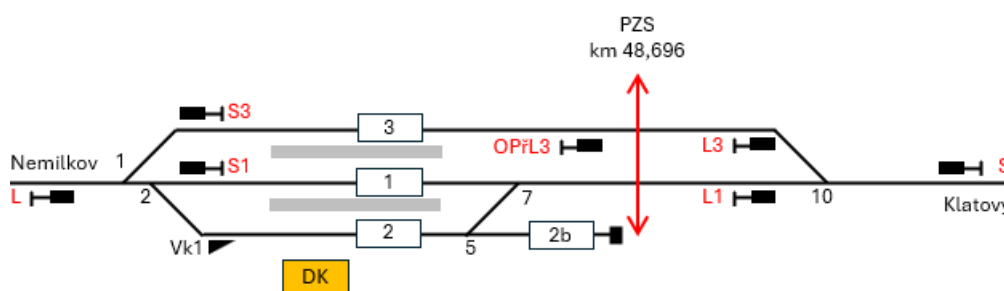 PZS
km 48,696
S3
3
OPřL3
L3
Nemilkov
1
S1
1
S
L
2
7
L1
10
Klatovy
Vk1
2
5
2b
DK